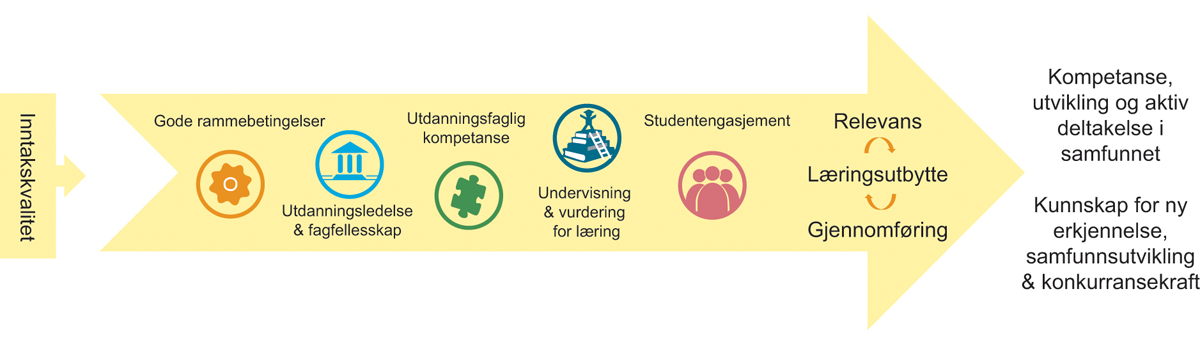 Inntakskvalitet
Gode rammebetingelser
Utdanningsledelse
& fagfellesskap
Utdanningsfaglig
kompetanse
Undervisning
& vurdering
for læring
Studentengasjement
Relevans
Læringsutbytte
Gjennomføring
Kompetanse,
utvikling og aktiv
deltakelse i
samfunnet
Kunnskap for ny
erkjennelse,
samfunnsutvikling
& konkurransekraft